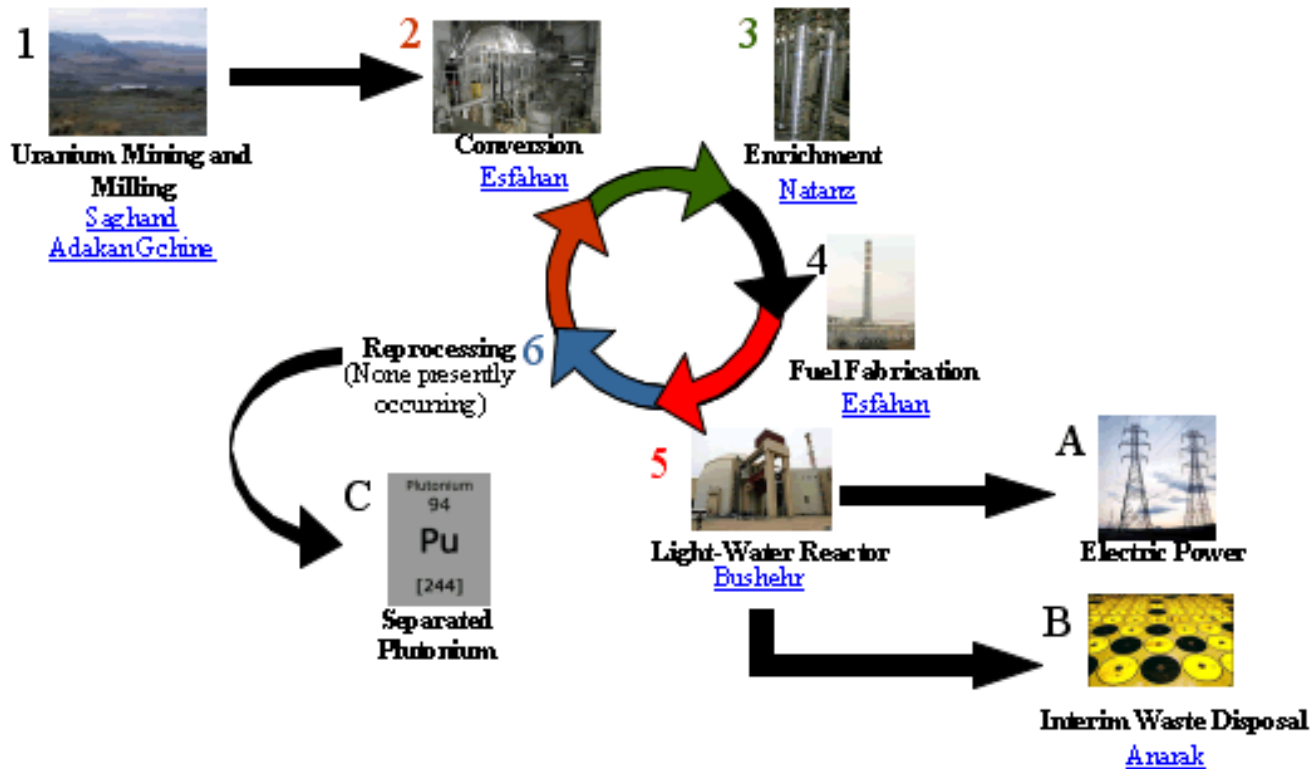 1
Uranium Mining and
Milling
Saghand
AdakanGchine
2
Conversion
Esfahan
3
Enrichment
Natanz
4
Fuel Fabrication
Esfahan
5
Light-Water Reactor
Bushehr
Reprocessing 6
(None presently
occurring)
A
Electric Power
B
Interim Waste Disposal
Anarak
C
Plutonium
94
Pu
[244]
Separated
Plutonium